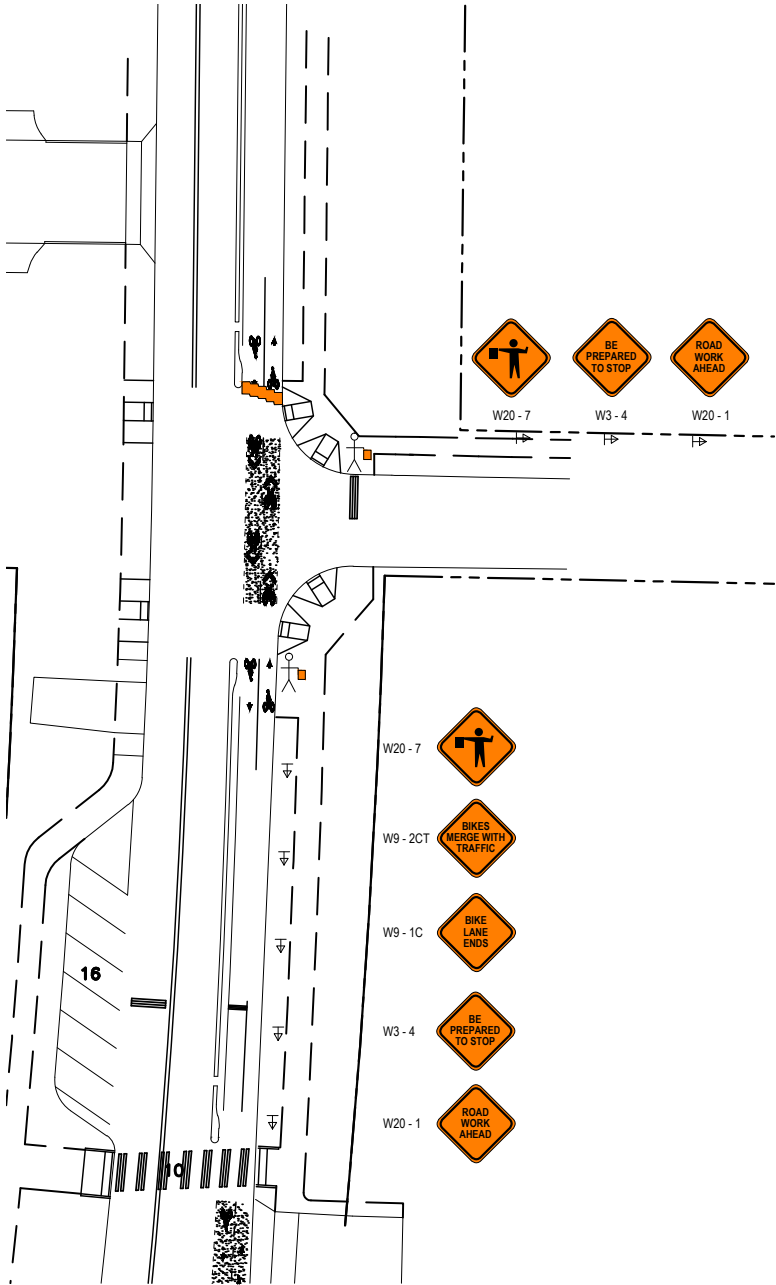 BE
PREPARED
TO STOP
ROAD
WORK
AHEAD
W20 - 7
W3 - 4
W20 - 1
W20 - 7
BIKES
MERGE WITH
TRAFFIC
W9 - 2CT
BIKE
LANE
ENDS
W9 - 1C
16
BE
PREPARED
TO STOP
W3 - 4
ROAD
WORK
AHEAD
W20 - 1
10